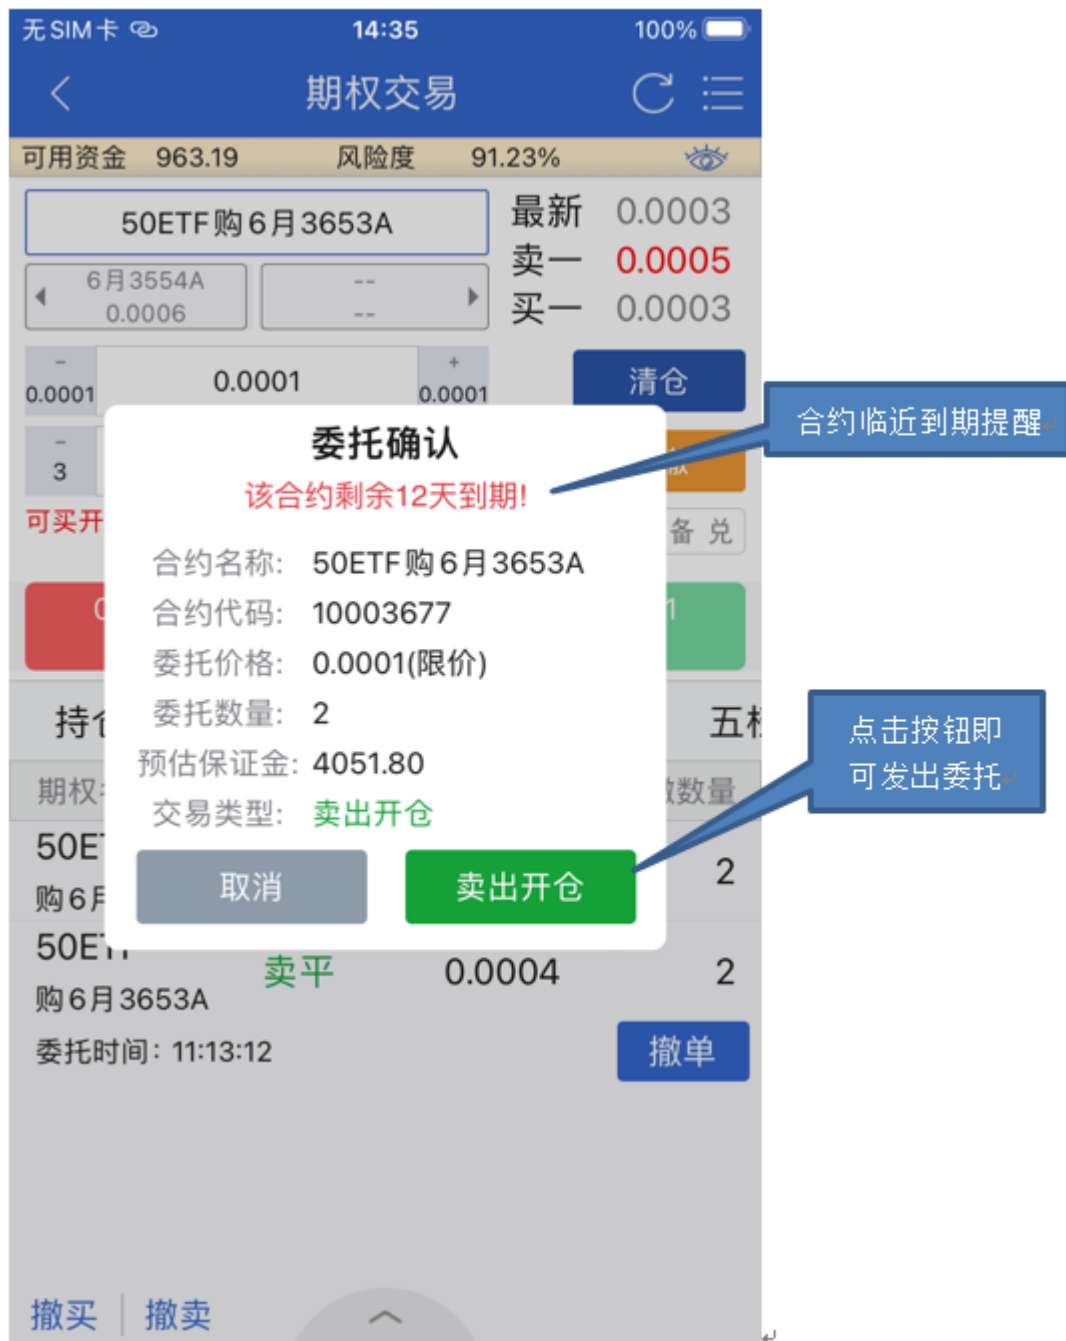 无SIM卡 14:35 100%
期权交易
可用资金 963.19 风险度 91.23%
50ETF购6月3653A
最新 0.0003
卖一 0.0005
买一 0.0003
6月3554A
0.0006
--
--
-
0.0001
0.0001
+
0.0001
清仓
-
3
可买开
备兑
委托确认
该合约剩余12天到期!
合约名称: 50ETF购6月3653A
合约代码: 10003677
委托价格: 0.0001(限价)
委托数量: 2
预估保证金: 4051.80
交易类型: 卖出开仓
取消 卖出开仓
合约临近到期提醒
点击按钮即
可发出委托
持
五
期权
数量
50E
购6月
2
50ET
购6月3653A
卖平 0.0004 2
委托时间: 11:13:12
撤单
撤买 撤卖